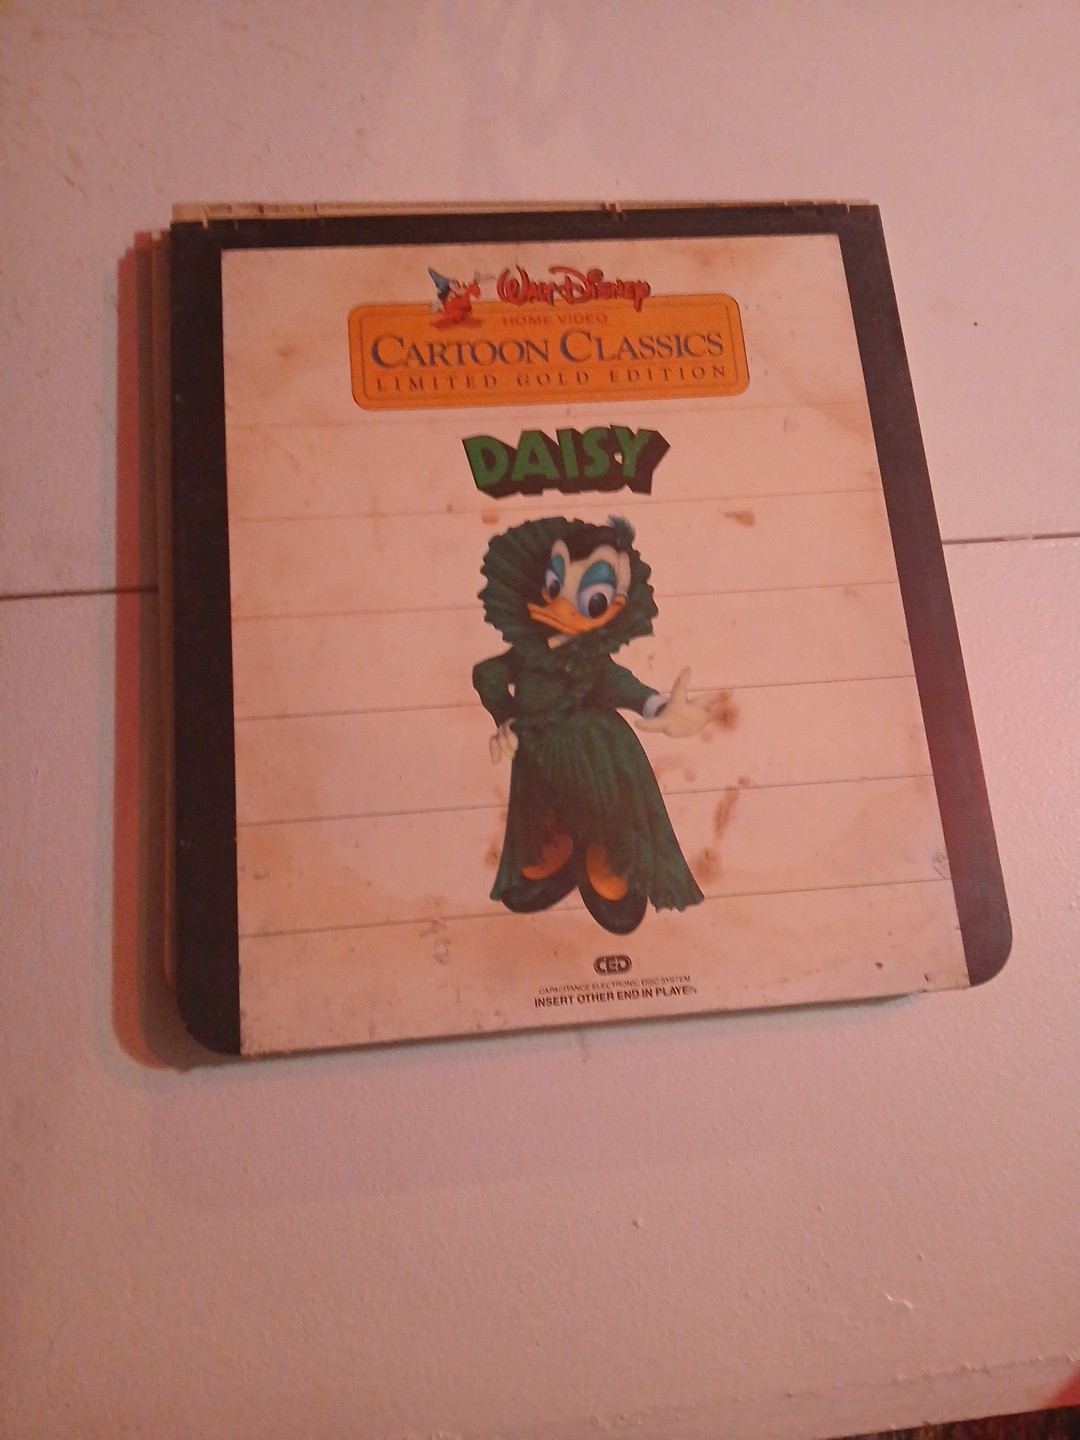 WALT DISNEY
HOME VIDEO
CARTOON CLASSICS
LIMITED GOLD EDITION
DAISY
CED
CAPACITANCE ELECTRONIC DISC SYSTEM
INSERT OTHER END IN PLAYER